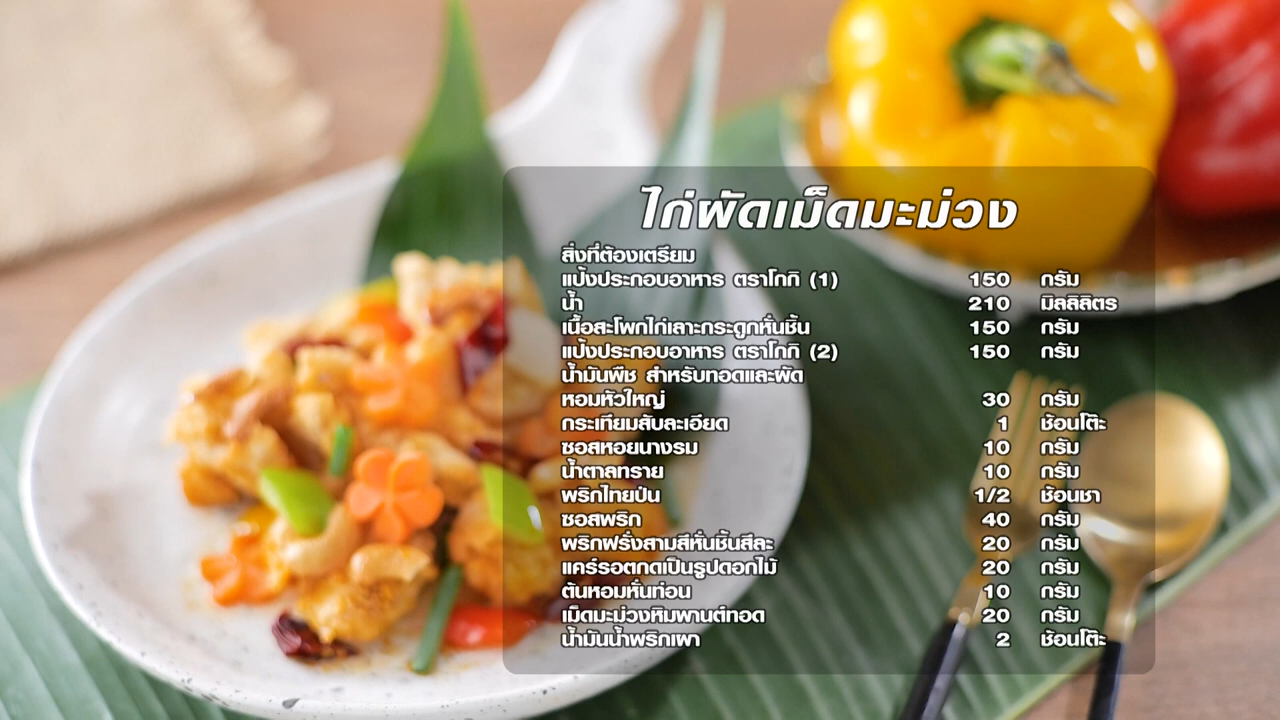 ไก่ผัดเม็ดมะม่วง
สิ่งที่ต้องเตรียม
แป้งประกอบอาหาร ตราโกกิ (1) 150 กรัม
น้ำ 210 มิลลิลิตร
เนื้อสะโพกไก่เลาะกระดูกหั่นชิ้น 150 กรัม
แป้งประกอบอาหาร ตราโกกิ (2) 150 กรัม
น้ำมันพืช สำหรับทอดและผัด
หอมหัวใหญ่ 30 กรัม
กระเทียมสับละเอียด 1 ช้อนโต๊ะ
ซอสหอยนางรม 10 กรัม
น้ำตาลทราย 10 กรัม
พริกไทยป่น 1/2 ช้อนชา
ซอสพริก 40 กรัม
พริกฝรั่งสามสีหั่นชิ้นสีละ 20 กรัม
แคร์รอตกดเป็นรูปดอกไม้ 20 กรัม
ต้นหอมหั่นท่อน 10 กรัม
เม็ดมะม่วงหิมพานต์ทอด 20 กรัม
น้ำมันน้ำพริกเผา 2 ช้อนโต๊ะ